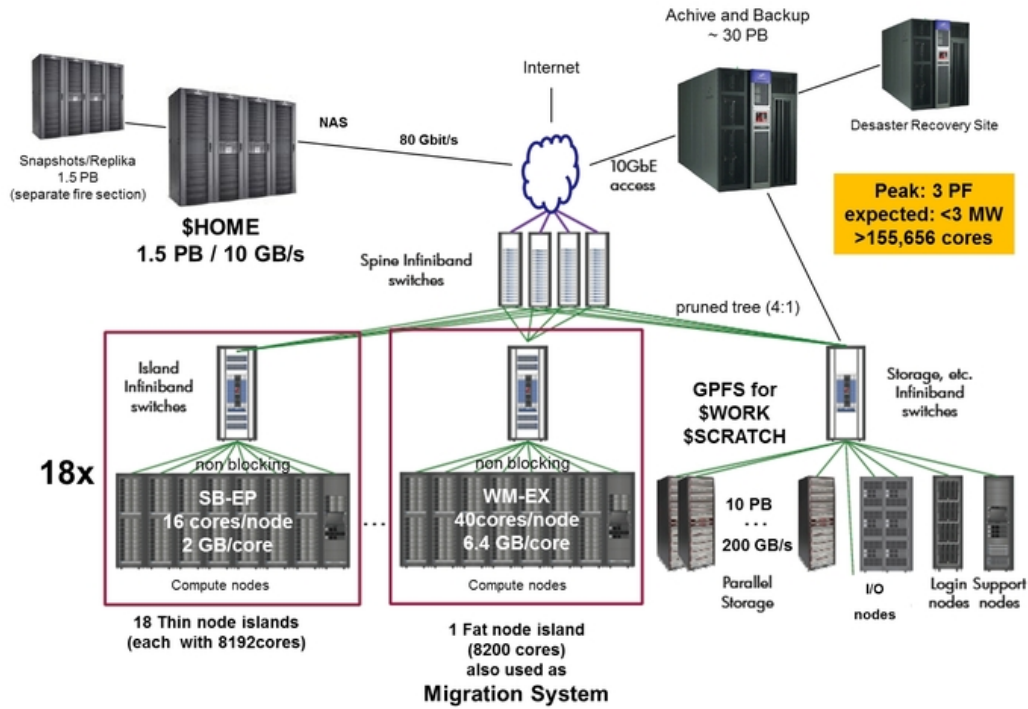 Achive and Backup
~ 30 PB
Internet
Desaster Recovery Site
NAS
80 Gbit/s
10GbE
access
Snapshots/Replika
1.5 PB
(separate fire section)
$HOME
1.5 PB / 10 GB/s
Peak: 3 PF
expected: <3 MW
>155,656 cores
Spine Infiniband
switches
pruned tree (4:1)
Island
Infiniband
switches
GPFS for
$WORK
$SCRATCH
Storage, etc.
Infiniband
switches
18x
non blocking
SB-EP
16 cores/node
2 GB/core
Compute nodes
...
non blocking
WM-EX
40cores/node
6.4 GB/core
Compute nodes
...
10 PB
...
200 GB/s
Parallel
Storage
I/O
nodes
Login
nodes
Support
nodes
18 Thin node islands
(each with 8192cores)
1 Fat node island
(8200 cores)
also used as
Migration System